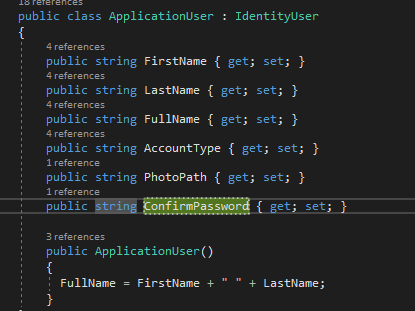 18 references
public class ApplicationUser : IdentityUser
{
4 references
public string FirstName { get; set; }
4 references
public string LastName { get; set; }
4 references
public string FullName { get; set; }
4 references
public string AccountType { get; set; }
1 reference
public string PhotoPath { get; set; }
1 reference
public string ConfirmPassword { get; set; }
3 references
public ApplicationUser()
{
FullName = FirstName + " " + LastName;
}